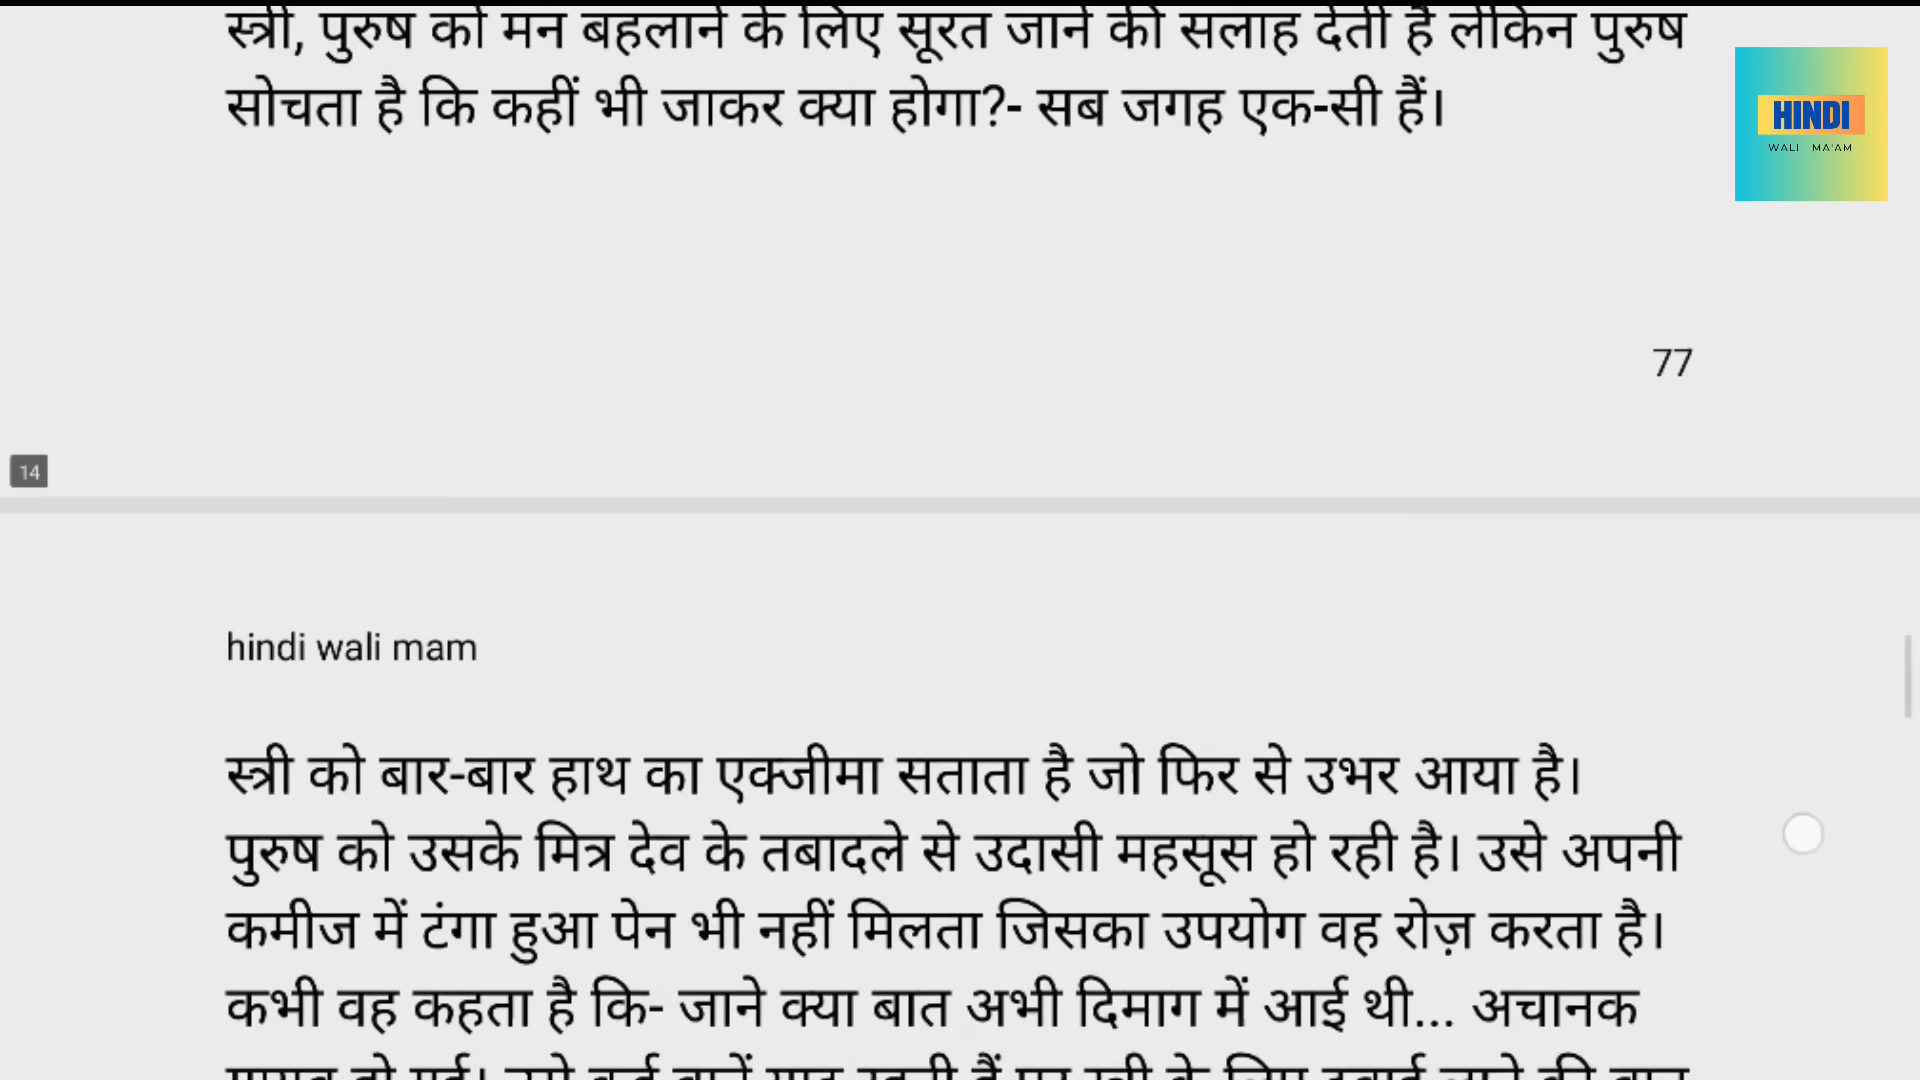 स्त्री, पुरुष को मन बहलाने के लिए सूरत जाने की सलाह देती है लेकिन पुरुष
सोचता है कि कहीं भी जाकर क्या होगा?- सब जगह एक-सी हैं।
HINDI
WALI MA'AM
77
14
hindi wali mam
स्त्री को बार-बार हाथ का एक्जीमा सताता है जो फिर से उभर आया है।
पुरुष को उसके मित्र देव के तबादले से उदासी महसूस हो रही है। उसे अपनी
कमीज में टंगा हुआ पेन भी नहीं मिलता जिसका उपयोग वह रोज़ करता है।
कभी वह कहता है कि- जाने क्या बात अभी दिमाग में आई थी... अचानक